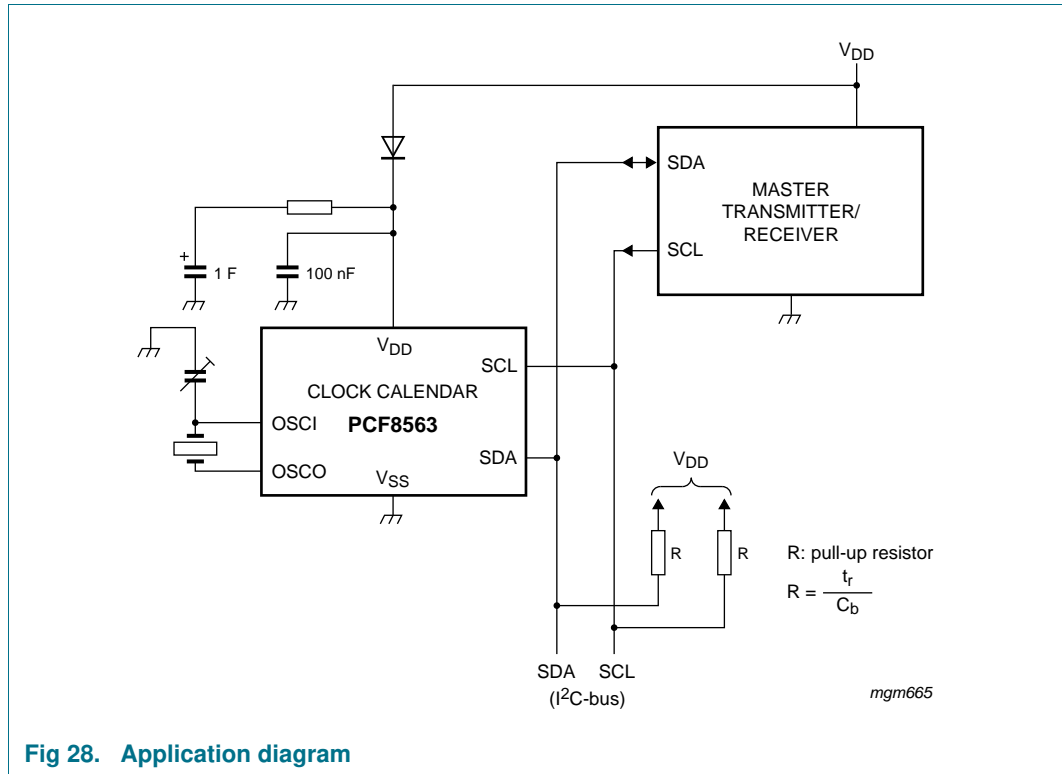 VDD
SDA
MASTER
TRANSMITTER/
RECEIVER
SCL
+
1 F
100 nF
VDD
SCL
CLOCK CALENDAR
PCF8563
OSCI
SDA
OSCO
VSS
VDD
R
R
R: pull-up resistor
R = tr / Cb
SDA SCL
(I²C-bus)
mgm665
Fig 28. Application diagram